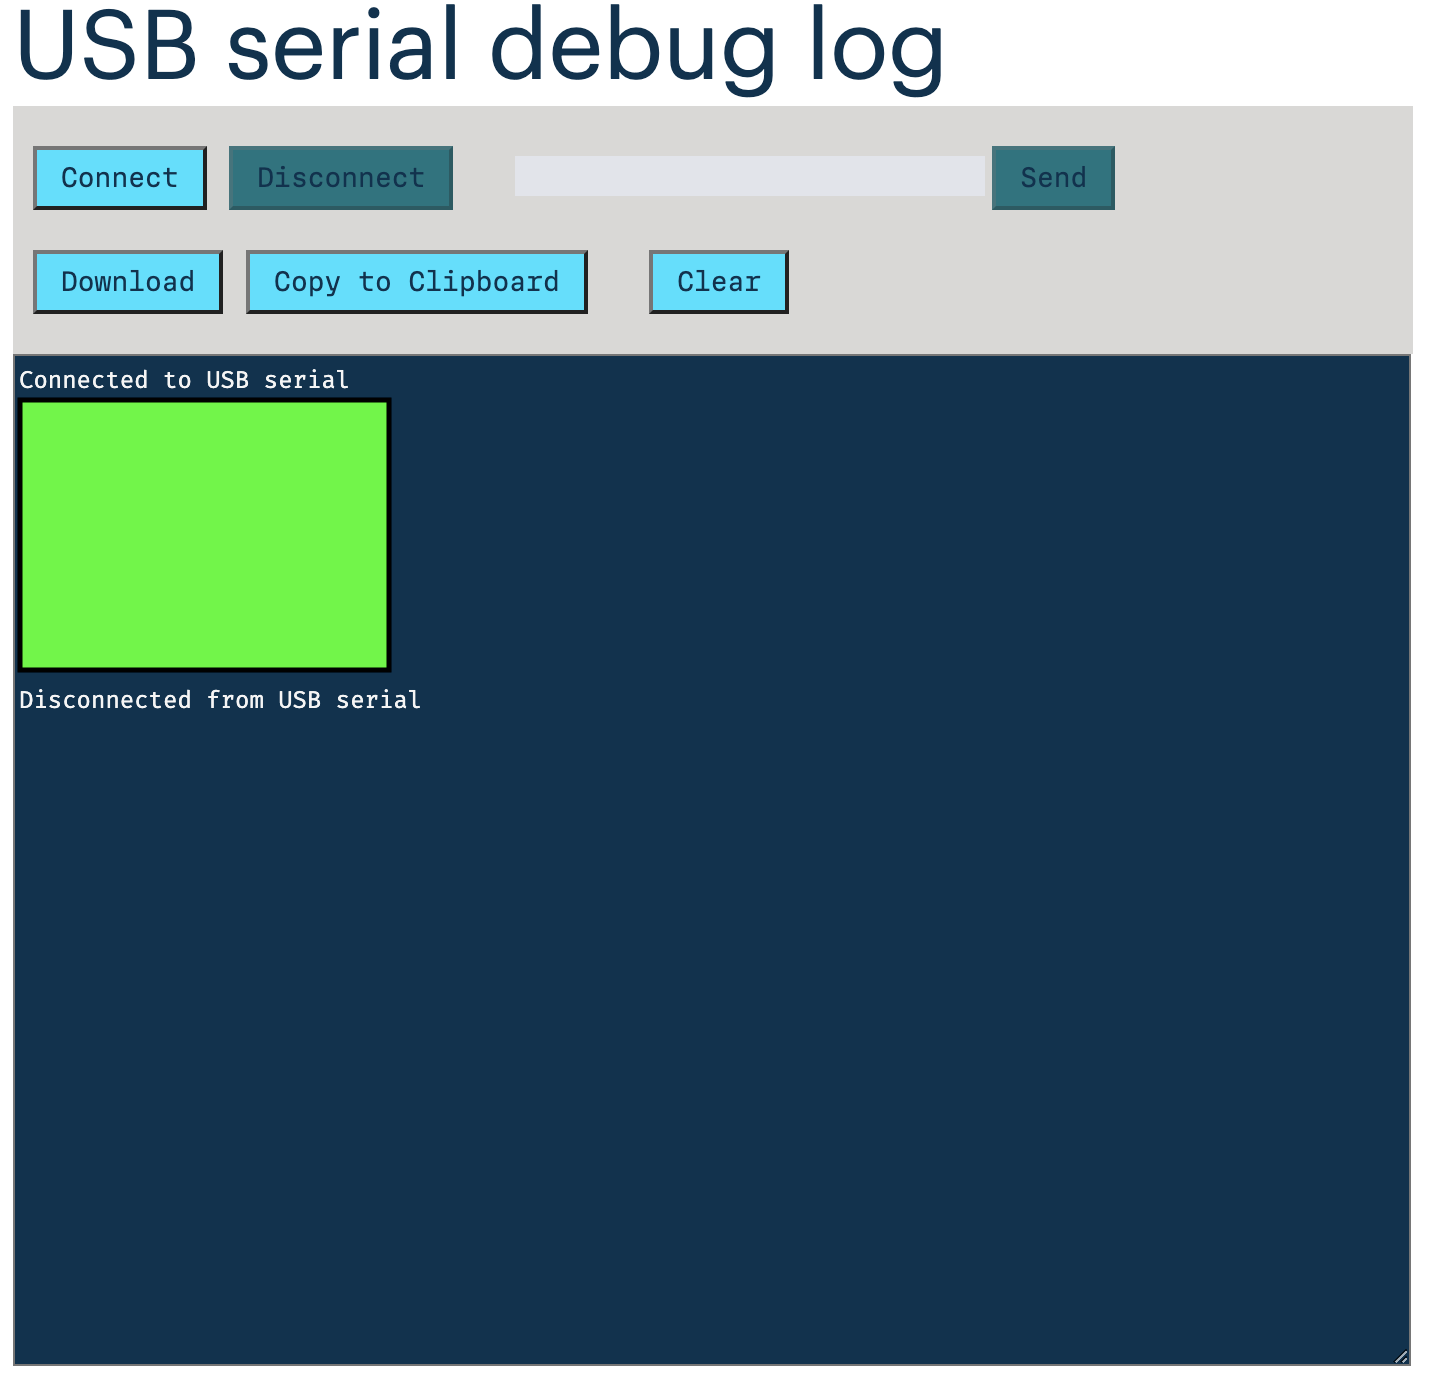 USB serial debug log
Connect Disconnect Send
Download Copy to Clipboard Clear
Connected to USB serial
Disconnected from USB serial